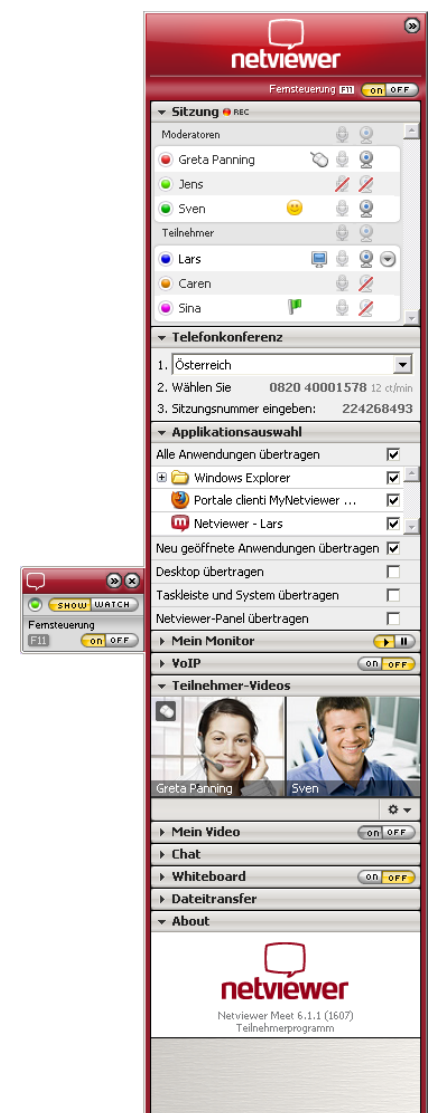 netviewer
Fernsteuerung F11 on OFF
Sitzung REC
Moderatoren
Greta Panning
Jens
Sven
Teilnehmer
Lars
Caren
Sina
Telefonkonferenz
1. Österreich
2. Wählen Sie 0820 40001578 12 ct/min
3. Sitzungsnummer eingeben: 224268493
Applikationsauswahl
Alle Anwendungen übertragen
Windows Explorer
Portale clienti MyNetviewer ...
Netviewer - Lars
Neu geöffnete Anwendungen übertragen
Desktop übertragen
Taskleiste und System übertragen
Netviewer-Panel übertragen
SHOW WATCH
Fernsteuerung
F11 on OFF
Mein Monitor
VoIP on OFF
Teilnehmer-Videos
Greta Panning Sven
Mein Video on OFF
Chat
Whiteboard on OFF
Dateitransfer
About
netviewer
Netviewer Meet 6.1.1 (1607)
Teilnehmerprogramm